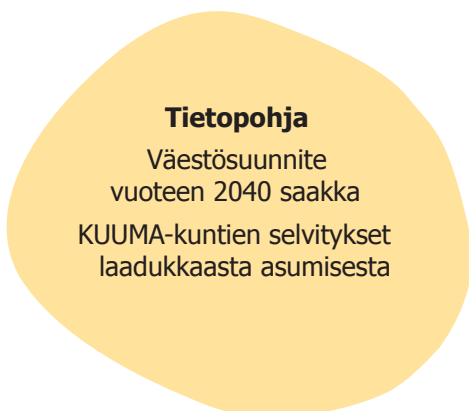 Tietopohja
Väestösuunnite
vuoteen 2040 saakka
KUUMA-kuntien selvitykset
laadukkaasta asumisesta